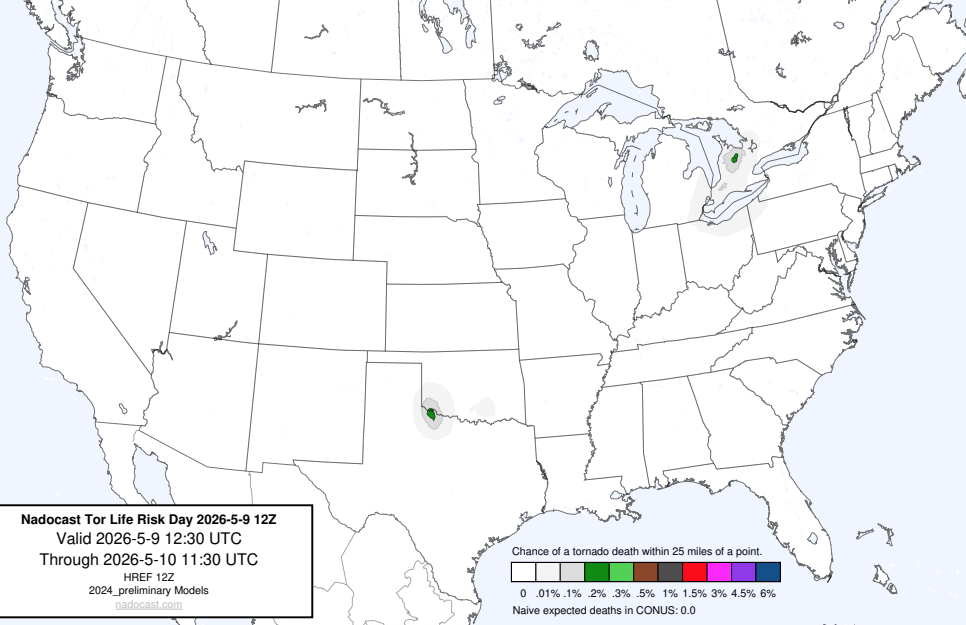 Nadocast Tor Life Risk Day 2026-5-9 12Z
Valid 2026-5-9 12:30 UTC
Through 2026-5-10 11:30 UTC
HREF 12Z
2024_preliminary Models
nadocast.com
Chance of a tornado death within 25 miles of a point.
0 .01% .1% .2% .3% .5% 1% 1.5% 3% 4.5% 6%
Naive expected deaths in CONUS: 0.0